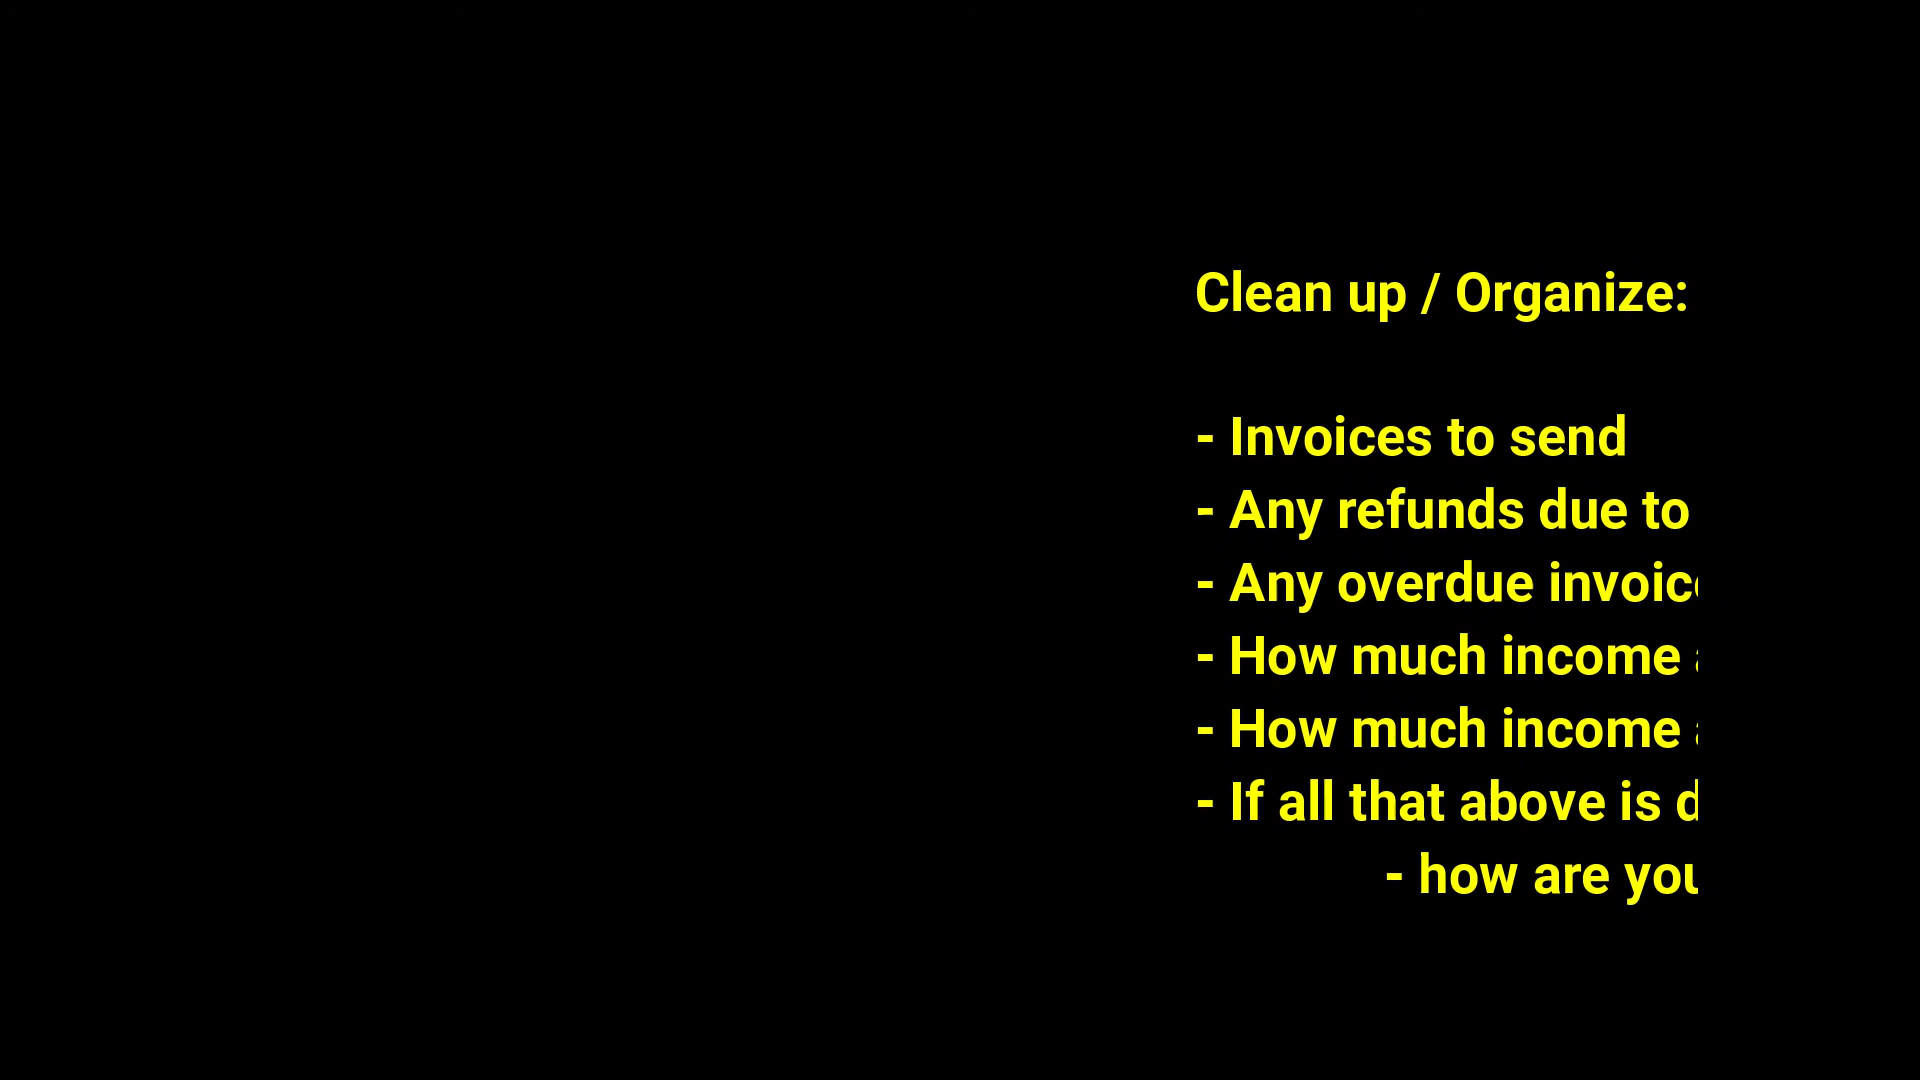 Clean up / Organize:
- Invoices to send
- Any refunds due to
- Any overdue
- How much income
- How much income
- If all that above is
- how are you